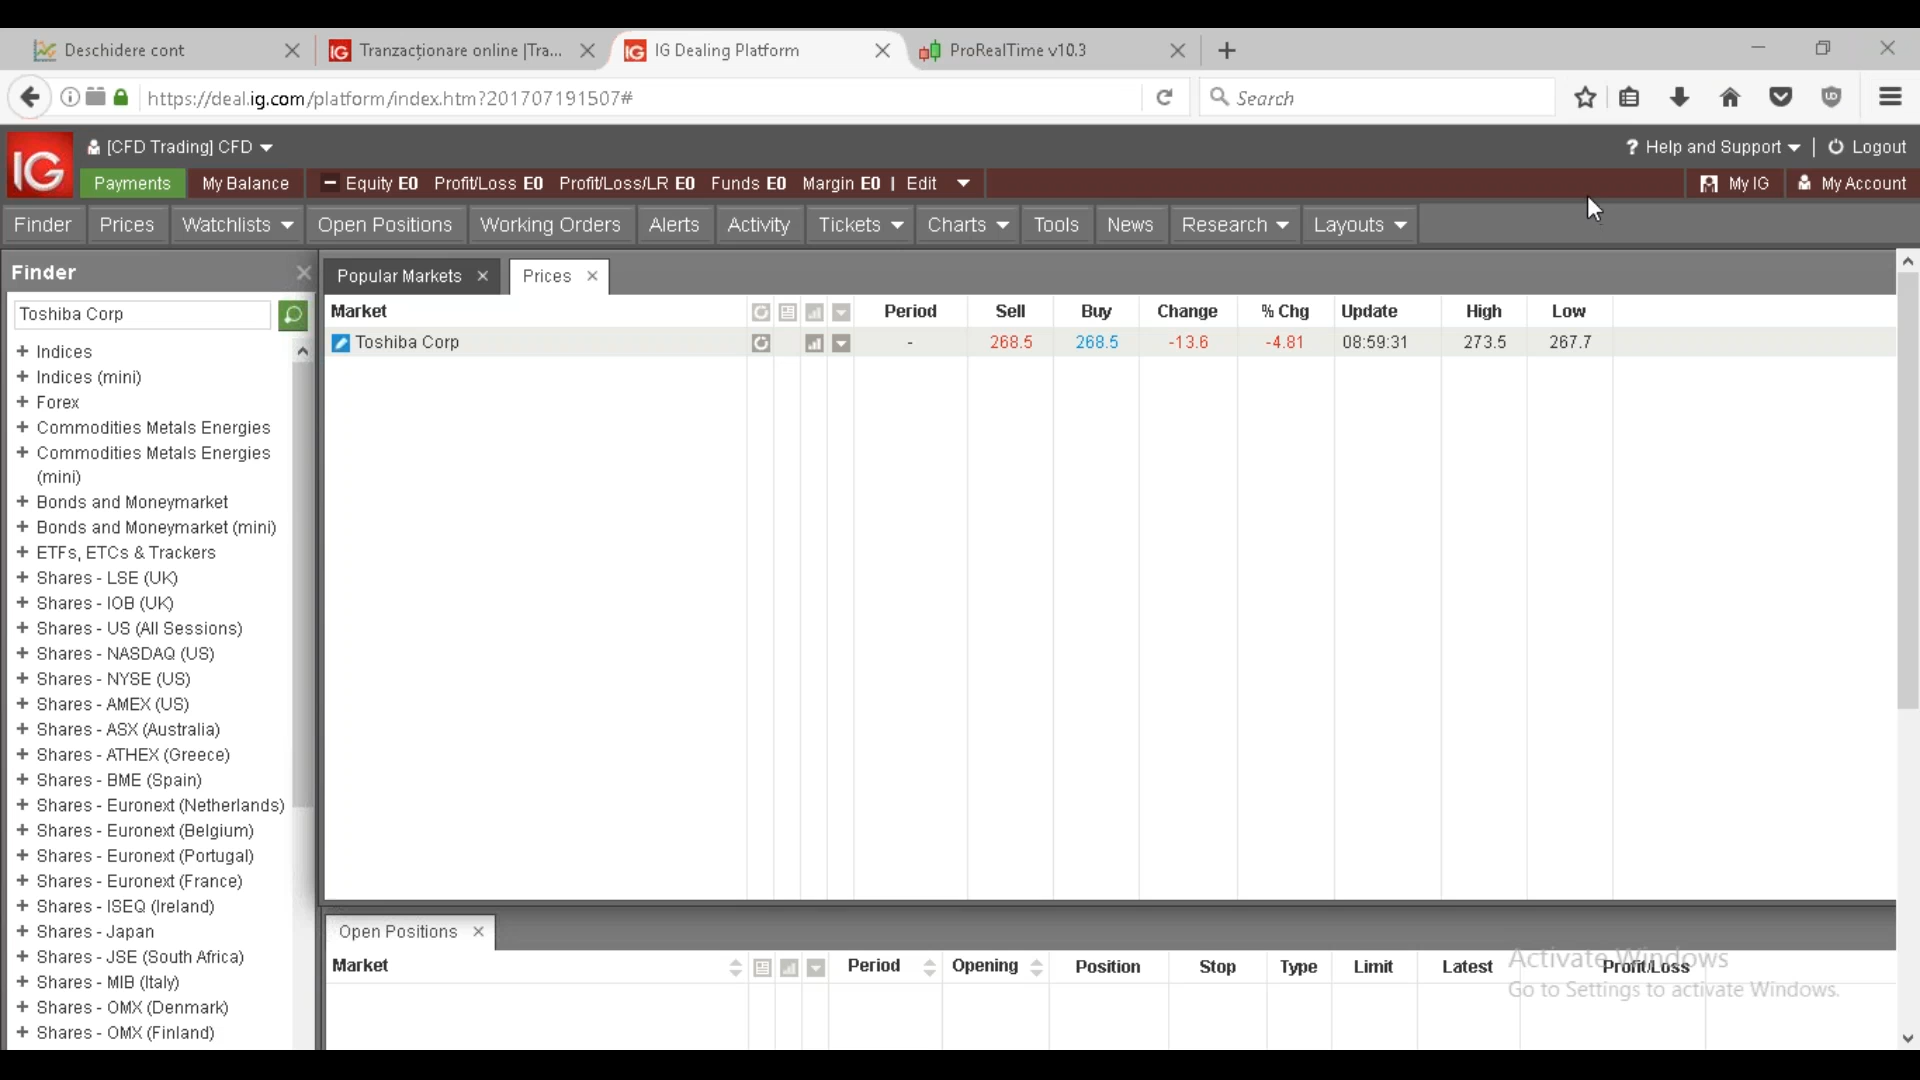 Deschidere cont
IG Tranzacționare online |Tra...
IG IG Dealing Platform
ProRealTime v10.3
https://deal.ig.com/platform/index.htm?201707191507#
Search
IG
[CFD Trading] CFD
? Help and Support
Logout
Payments
My Balance
Equity E0 Profit/Loss E0 Profit/Loss/LR E0 Funds E0 Margin E0 | Edit
My IG
My Account
Finder
Prices
Watchlists
Open Positions
Working Orders
Alerts
Activity
Tickets
Charts
Tools
News
Research
Layouts
Finder
Toshiba Corp
+ Indices
+ Indices (mini)
+ Forex
+ Commodities Metals Energies
+ Commodities Metals Energies
(mini)
+ Bonds and Moneymarket
+ Bonds and Moneymarket (mini)
+ ETFs, ETCs & Trackers
+ Shares - LSE (UK)
+ Shares - IOB (UK)
+ Shares - US (All Sessions)
+ Shares - NASDAQ (US)
+ Shares - NYSE (US)
+ Shares - AMEX (US)
+ Shares - ASX (Australia)
+ Shares - ATHEX (Greece)
+ Shares - BME (Spain)
+ Shares - Euronext (Netherlands)
+ Shares - Euronext (Belgium)
+ Shares - Euronext (Portugal)
+ Shares - Euronext (France)
+ Shares - ISEQ (Ireland)
+ Shares - Japan
+ Shares - JSE (South Africa)
+ Shares - MIB (Italy)
+ Shares - OMX (Denmark)
+ Shares - OMX (Finland)
Popular Markets
Prices
Market Period Sell Buy Change % Chg Update High Low
Toshiba Corp - 268.5 268.5 -13.6 -4.81 08:59:31 273.5 267.7
Open Positions
Market Period Opening Position Stop Type Limit Latest Profit/Loss
Activate Windows
Go to Settings to activate Windows.